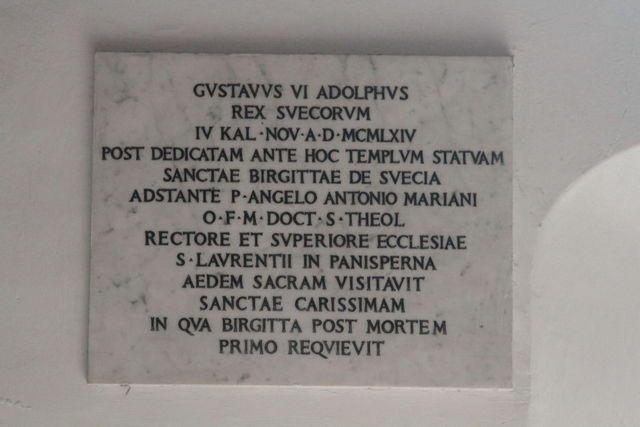 GVSTAVVS VI ADOLPHVS
REX SVECORVM
IV KAL·NOV·A·D·MCMLXIV
POST DEDICATAM ANTE HOC TEMPLVM STATVAM
SANCTAE BIRGITTAE DE SVECIA
ADSTANTE P·ANGELO ANTONIO MARIANI
O·F·M·DOCT·S·THEOL
RECTORE ET SVPERIORE ECCLESIAE
S·LAVRENTII IN PANISPERNA
AEDEM SACRAM VISITAVIT
SANCTAE CARISSIMAM
IN QVA BIRGITTA POST MORTEM
PRIMO REQVIEVIT